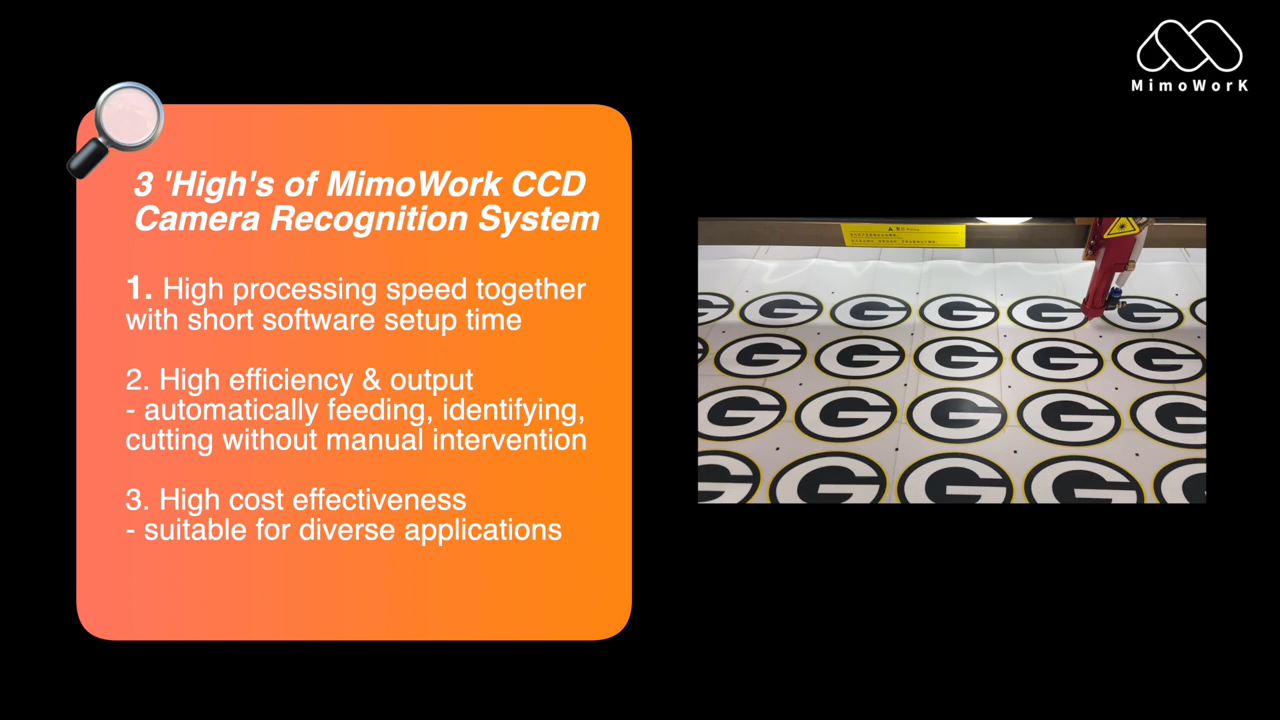 MimoWorK
3 'High's of MimoWork CCD
Camera Recognition System
1. High processing speed together
with short software setup time
2. High efficiency & output
- automatically feeding, identifying,
cutting without manual intervention
3. High cost effectiveness
- suitable for diverse applications
G G G G G
G G G G G
G G G G G
G G G G G